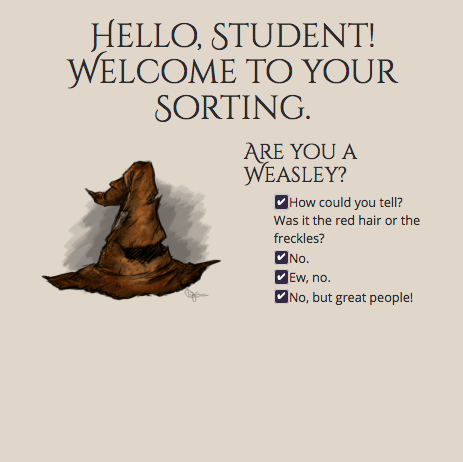 Hello, Student!
Welcome to your
Sorting.
Are you a
Weasley?
How could you tell?
Was it the red hair or the
freckles?
No.
Ew, no.
No, but great people!